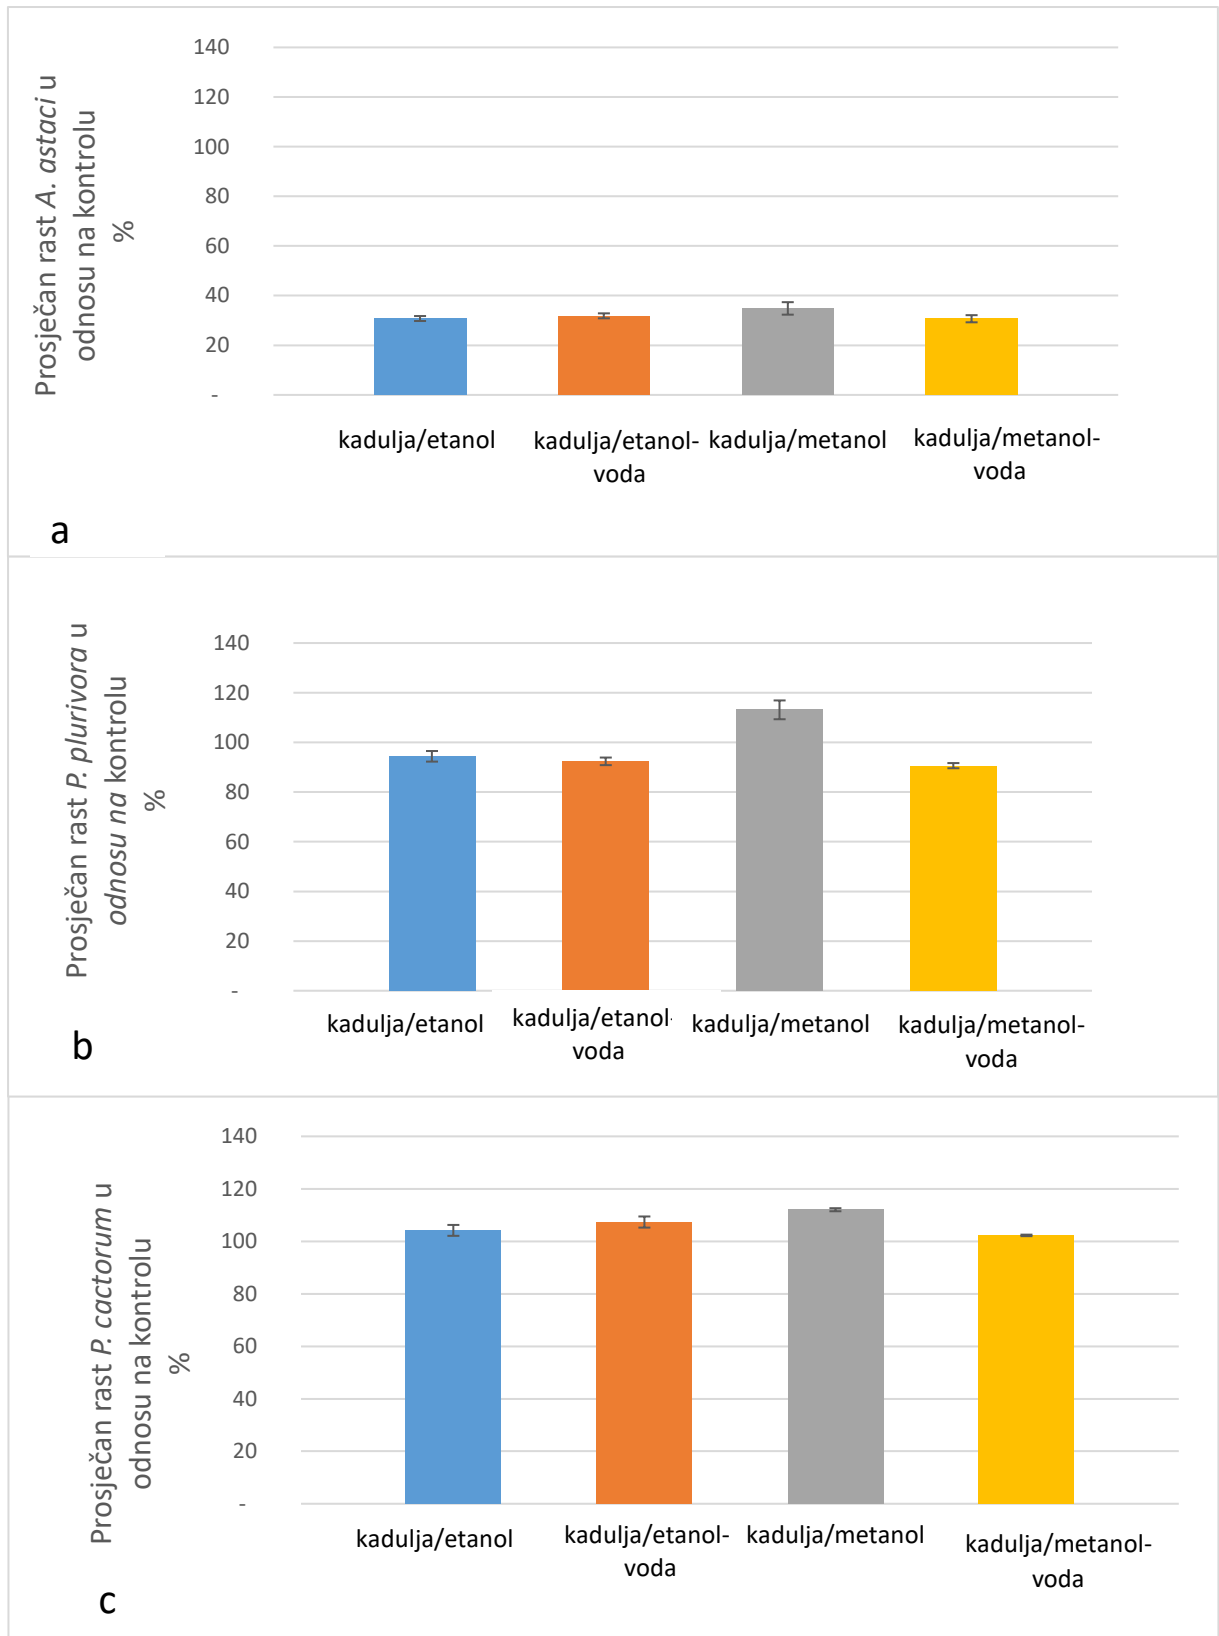 Prosječan rast A. astaci u
odnosu na kontrolu
%
140
120
100
80
60
40
20
-
kadulja/etanol
kadulja/etanol-
voda
kadulja/metanol
kadulja/metanol-
voda
a
Prosječan rast P. plurivora u
odnosu na kontrolu
%
140
120
100
80
60
40
20
-
kadulja/etanol
kadulja/etanol-
voda
kadulja/metanol
kadulja/metanol-
voda
b
Prosječan rast P. cactorum u
odnosu na kontrolu
%
140
120
100
80
60
40
20
-
kadulja/etanol
kadulja/etanol-
voda
kadulja/metanol
kadulja/metanol-
voda
c